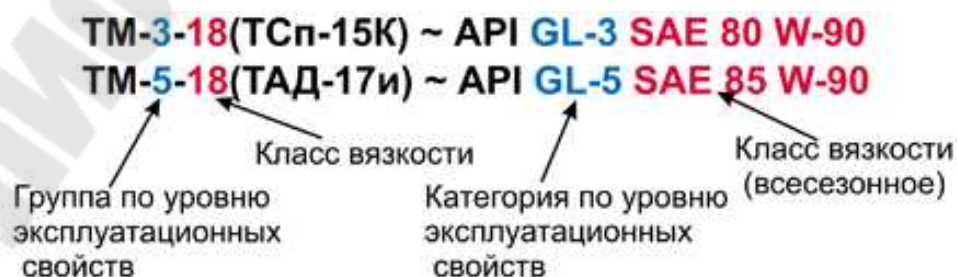 ТМ-3-18(ТСп-15К) ~ API GL-3 SAE 80 W-90
ТМ-5-18(ТАД-17и) ~ API GL-5 SAE 85 W-90
Класс вязкости
Класс вязкости
(всесезонное)
Группа по уровню
эксплуатационных
свойств
Категория по уровню
эксплуатационных
свойств